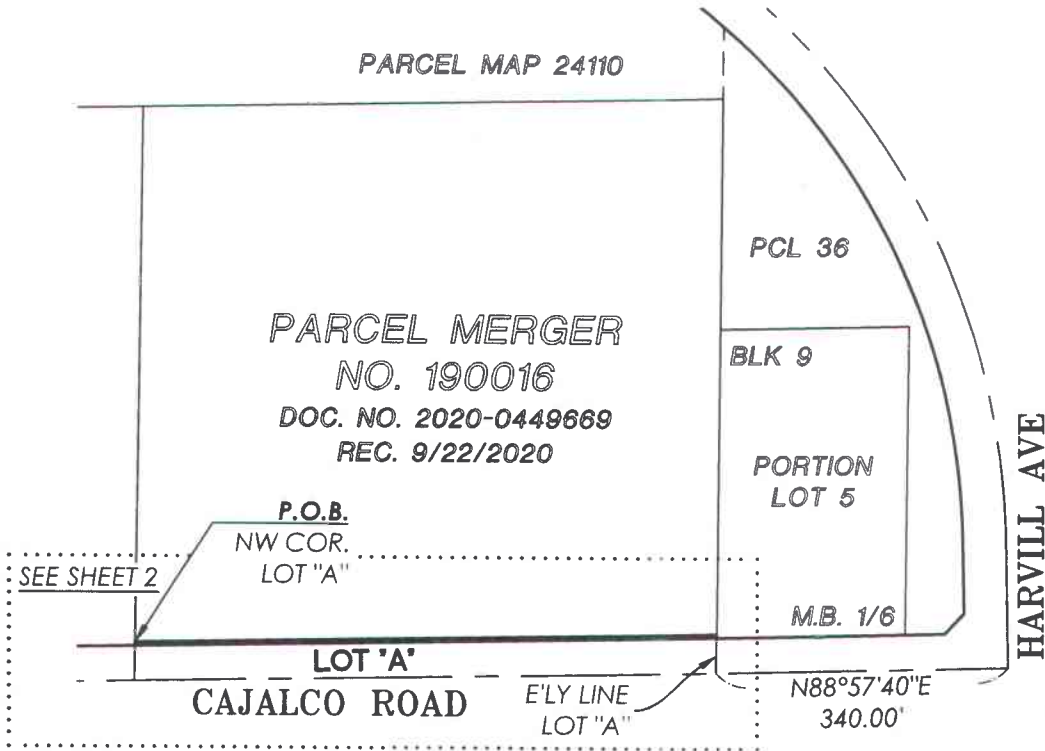 PARCEL MAP 24110
PCL 36
PARCEL MERGER
NO. 190016
DOC. NO. 2020-0449669
REC. 9/22/2020
BLK 9
PORTION
LOT 5
HARVILL AVE
P.O.B.
NW COR.
LOT "A"
SEE SHEET 2
M.B. 1/6
LOT "A"
CAJALCO ROAD
E'LY LINE
LOT "A"
N88°57'40"E
340.00'